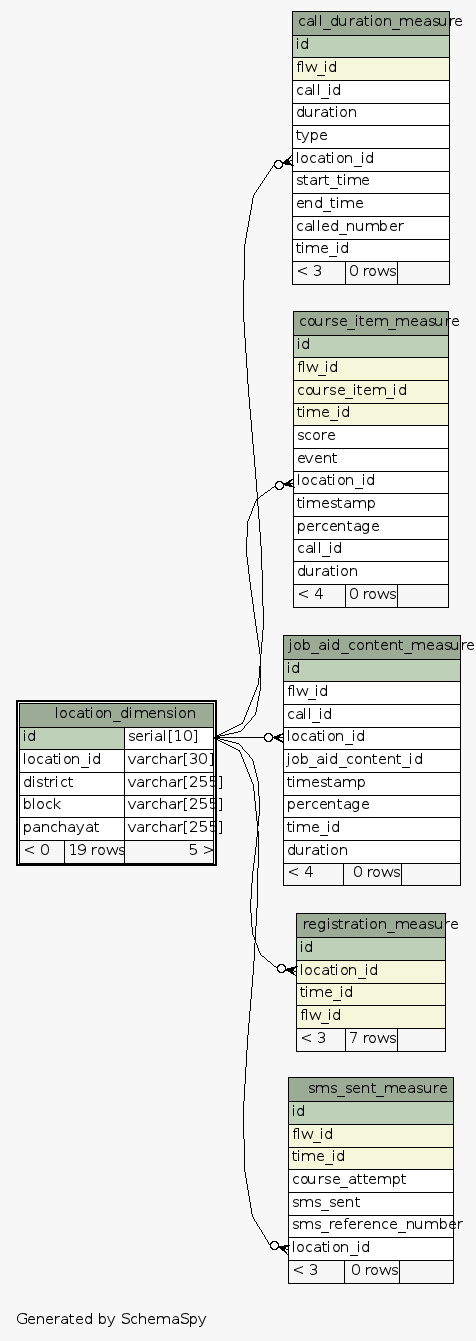 call_duration_measure
id
flw_id
call_id
duration
type
location_id
start_time
end_time
called_number
time_id
< 3 0 rows
course_item_measure
id
flw_id
course_item_id
time_id
score
event
location_id
timestamp
percentage
call_id
duration
< 4 0 rows
job_aid_content_measure
id
flw_id
call_id
location_id
job_aid_content_id
timestamp
percentage
time_id
duration
< 4 0 rows
location_dimension
id serial[10]
location_id varchar[30]
district varchar[255]
block varchar[255]
panchayat varchar[255]
< 0 19 rows 5 >
registration_measure
id
location_id
time_id
flw_id
< 3 7 rows
sms_sent_measure
id
flw_id
time_id
course_attempt
sms_sent
sms_reference_number
location_id
< 3 0 rows
Generated by SchemaSpy